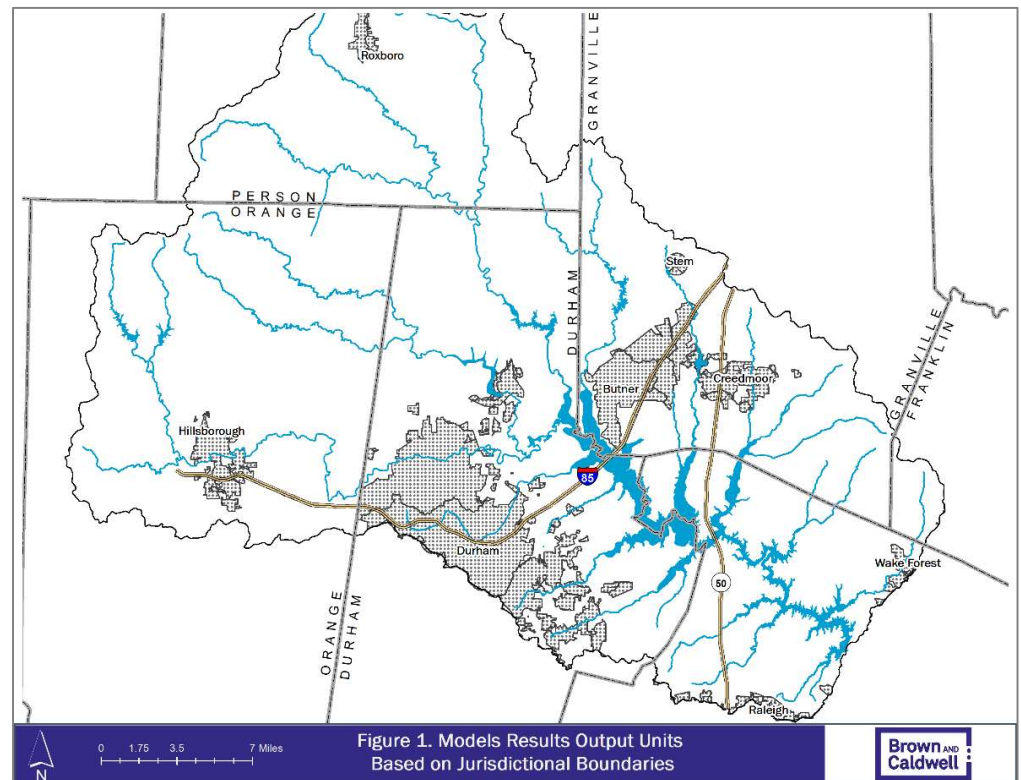 Roxboro
GRANVILLE
PERSON
ORANGE
Stem
DURHAM
GRANVILLE
FRANKLIN
Butner
Creedmoor
Hillsborough
85
Durham
Wake Forest
50
ORANGE
DURHAM
Raleigh
N
0 1.75 3.5 7 Miles
Figure 1. Models Results Output Units
Based on Jurisdictional Boundaries
Brown AND
Caldwell